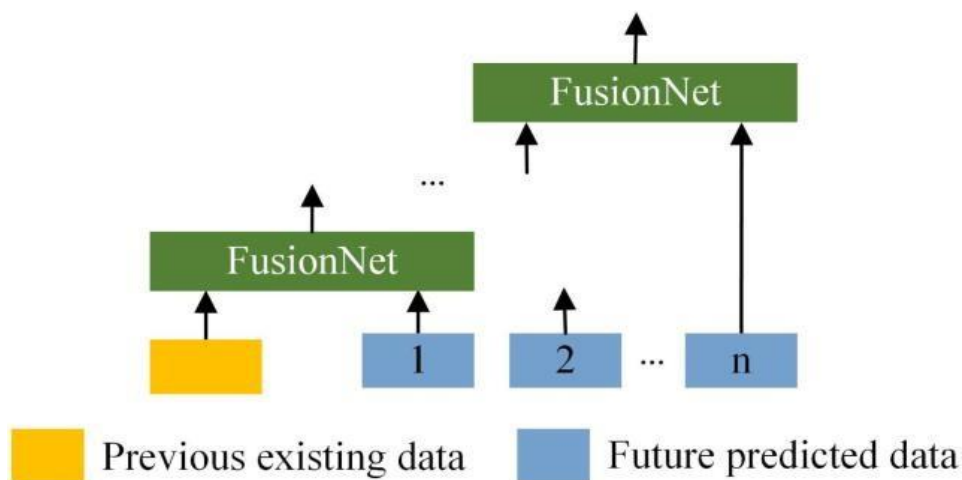 FusionNet
...
FusionNet
1 2 ... n
Previous existing data Future predicted data